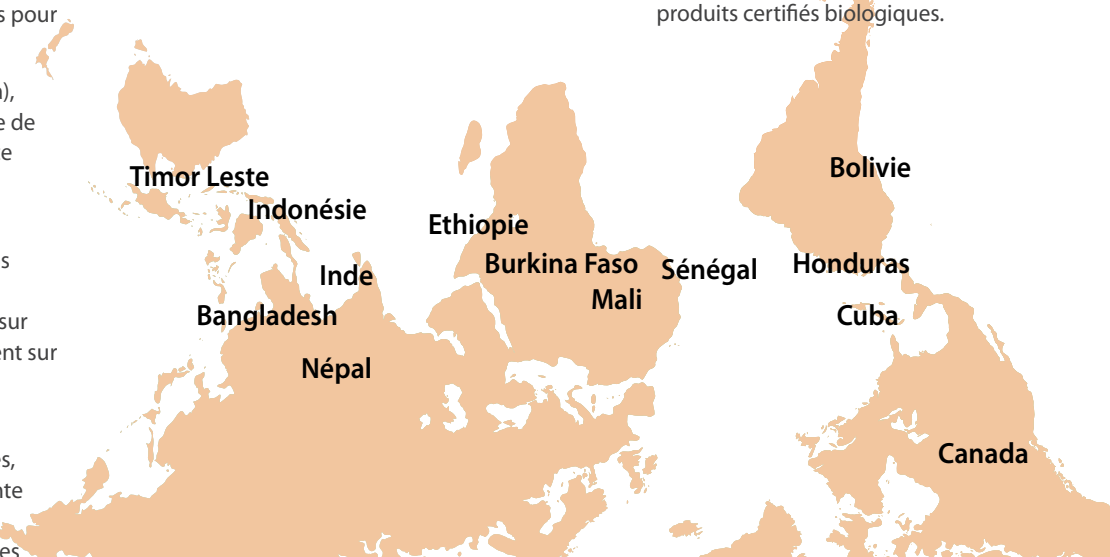 s pour
),
e de
e
s
sur
ent sur
es,
nte
es
produits certifiés biologiques.
Timor Leste
Indonésie
Ethiopie
Bolivie
Inde
Burkina Faso
Sénégal
Honduras
Mali
Bangladesh
Cuba
Népal
Canada